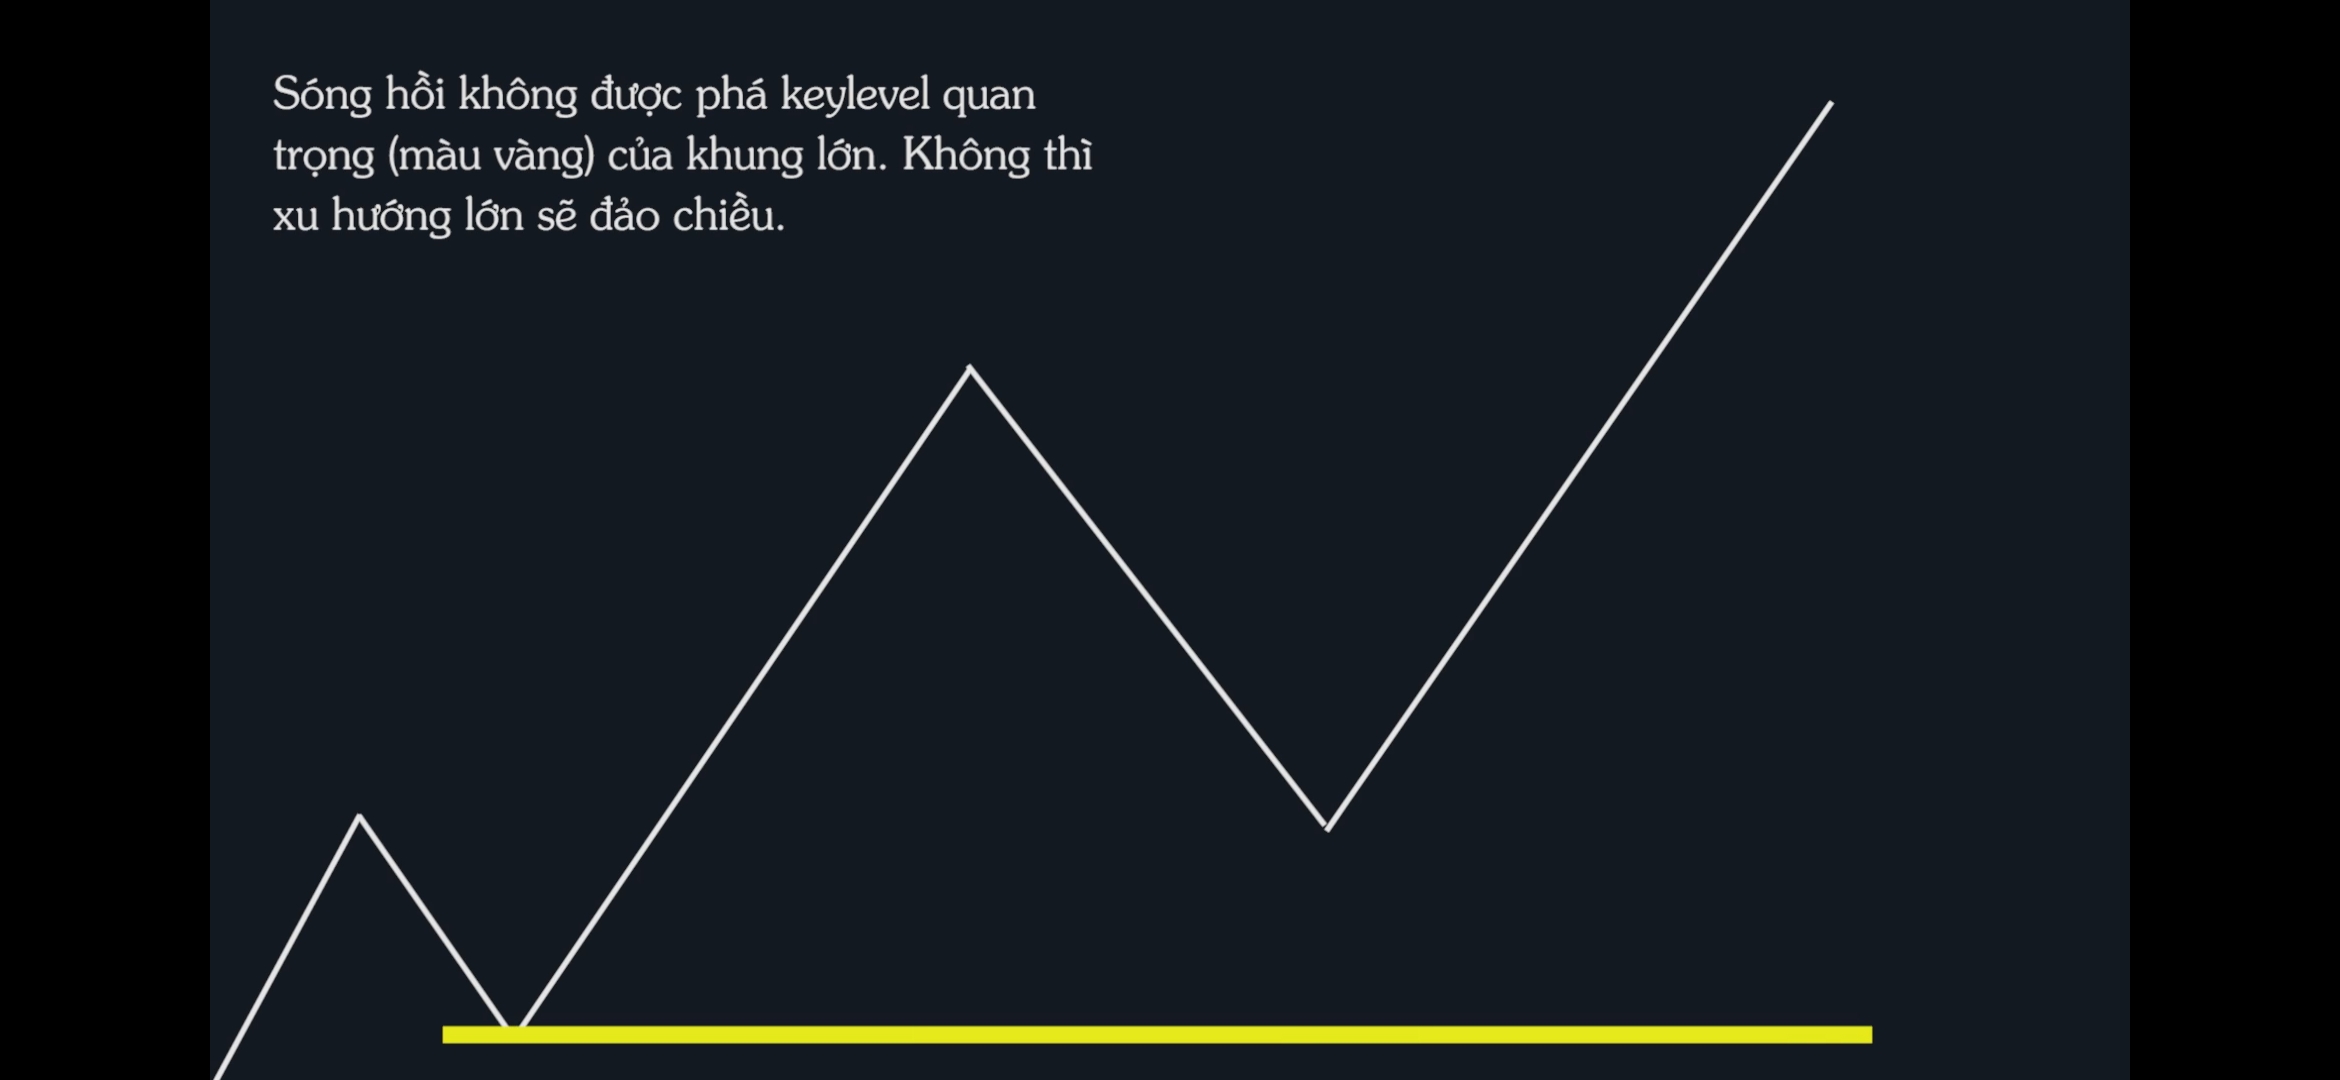 Sóng hồi không được phá keylevel quan
trọng (màu vàng) của khung lớn. Không thì
xu hướng lớn sẽ đảo chiều.